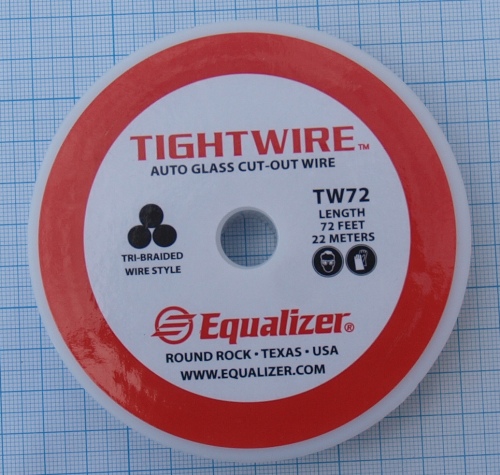 TIGHTWIRE™
AUTO GLASS CUT-OUT WIRE
TW72
LENGTH
72 FEET
22 METERS
TRI-BRAIDED
WIRE STYLE
Equalizer®
ROUND ROCK • TEXAS • USA
WWW.EQUALIZER.COM